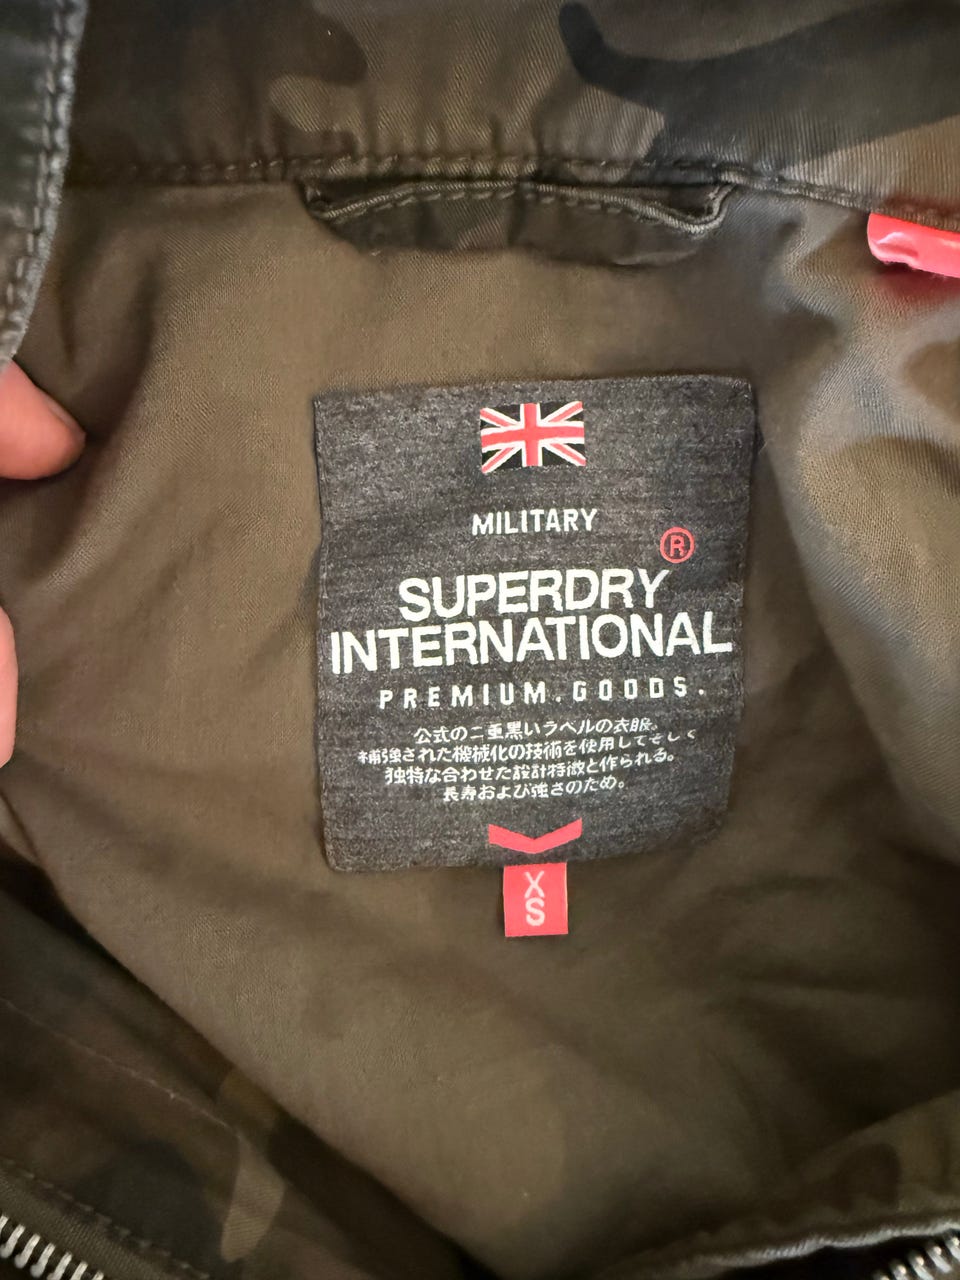 MILITARY
®
SUPERDRY
INTERNATIONAL
PREMIUM.GOODS.
公式の二重黒いラベルの衣服。
補強された機械化の技術を使用してそしく
独特な合わせた設計特徴と作られる。
長寿および強さのため。
X
S